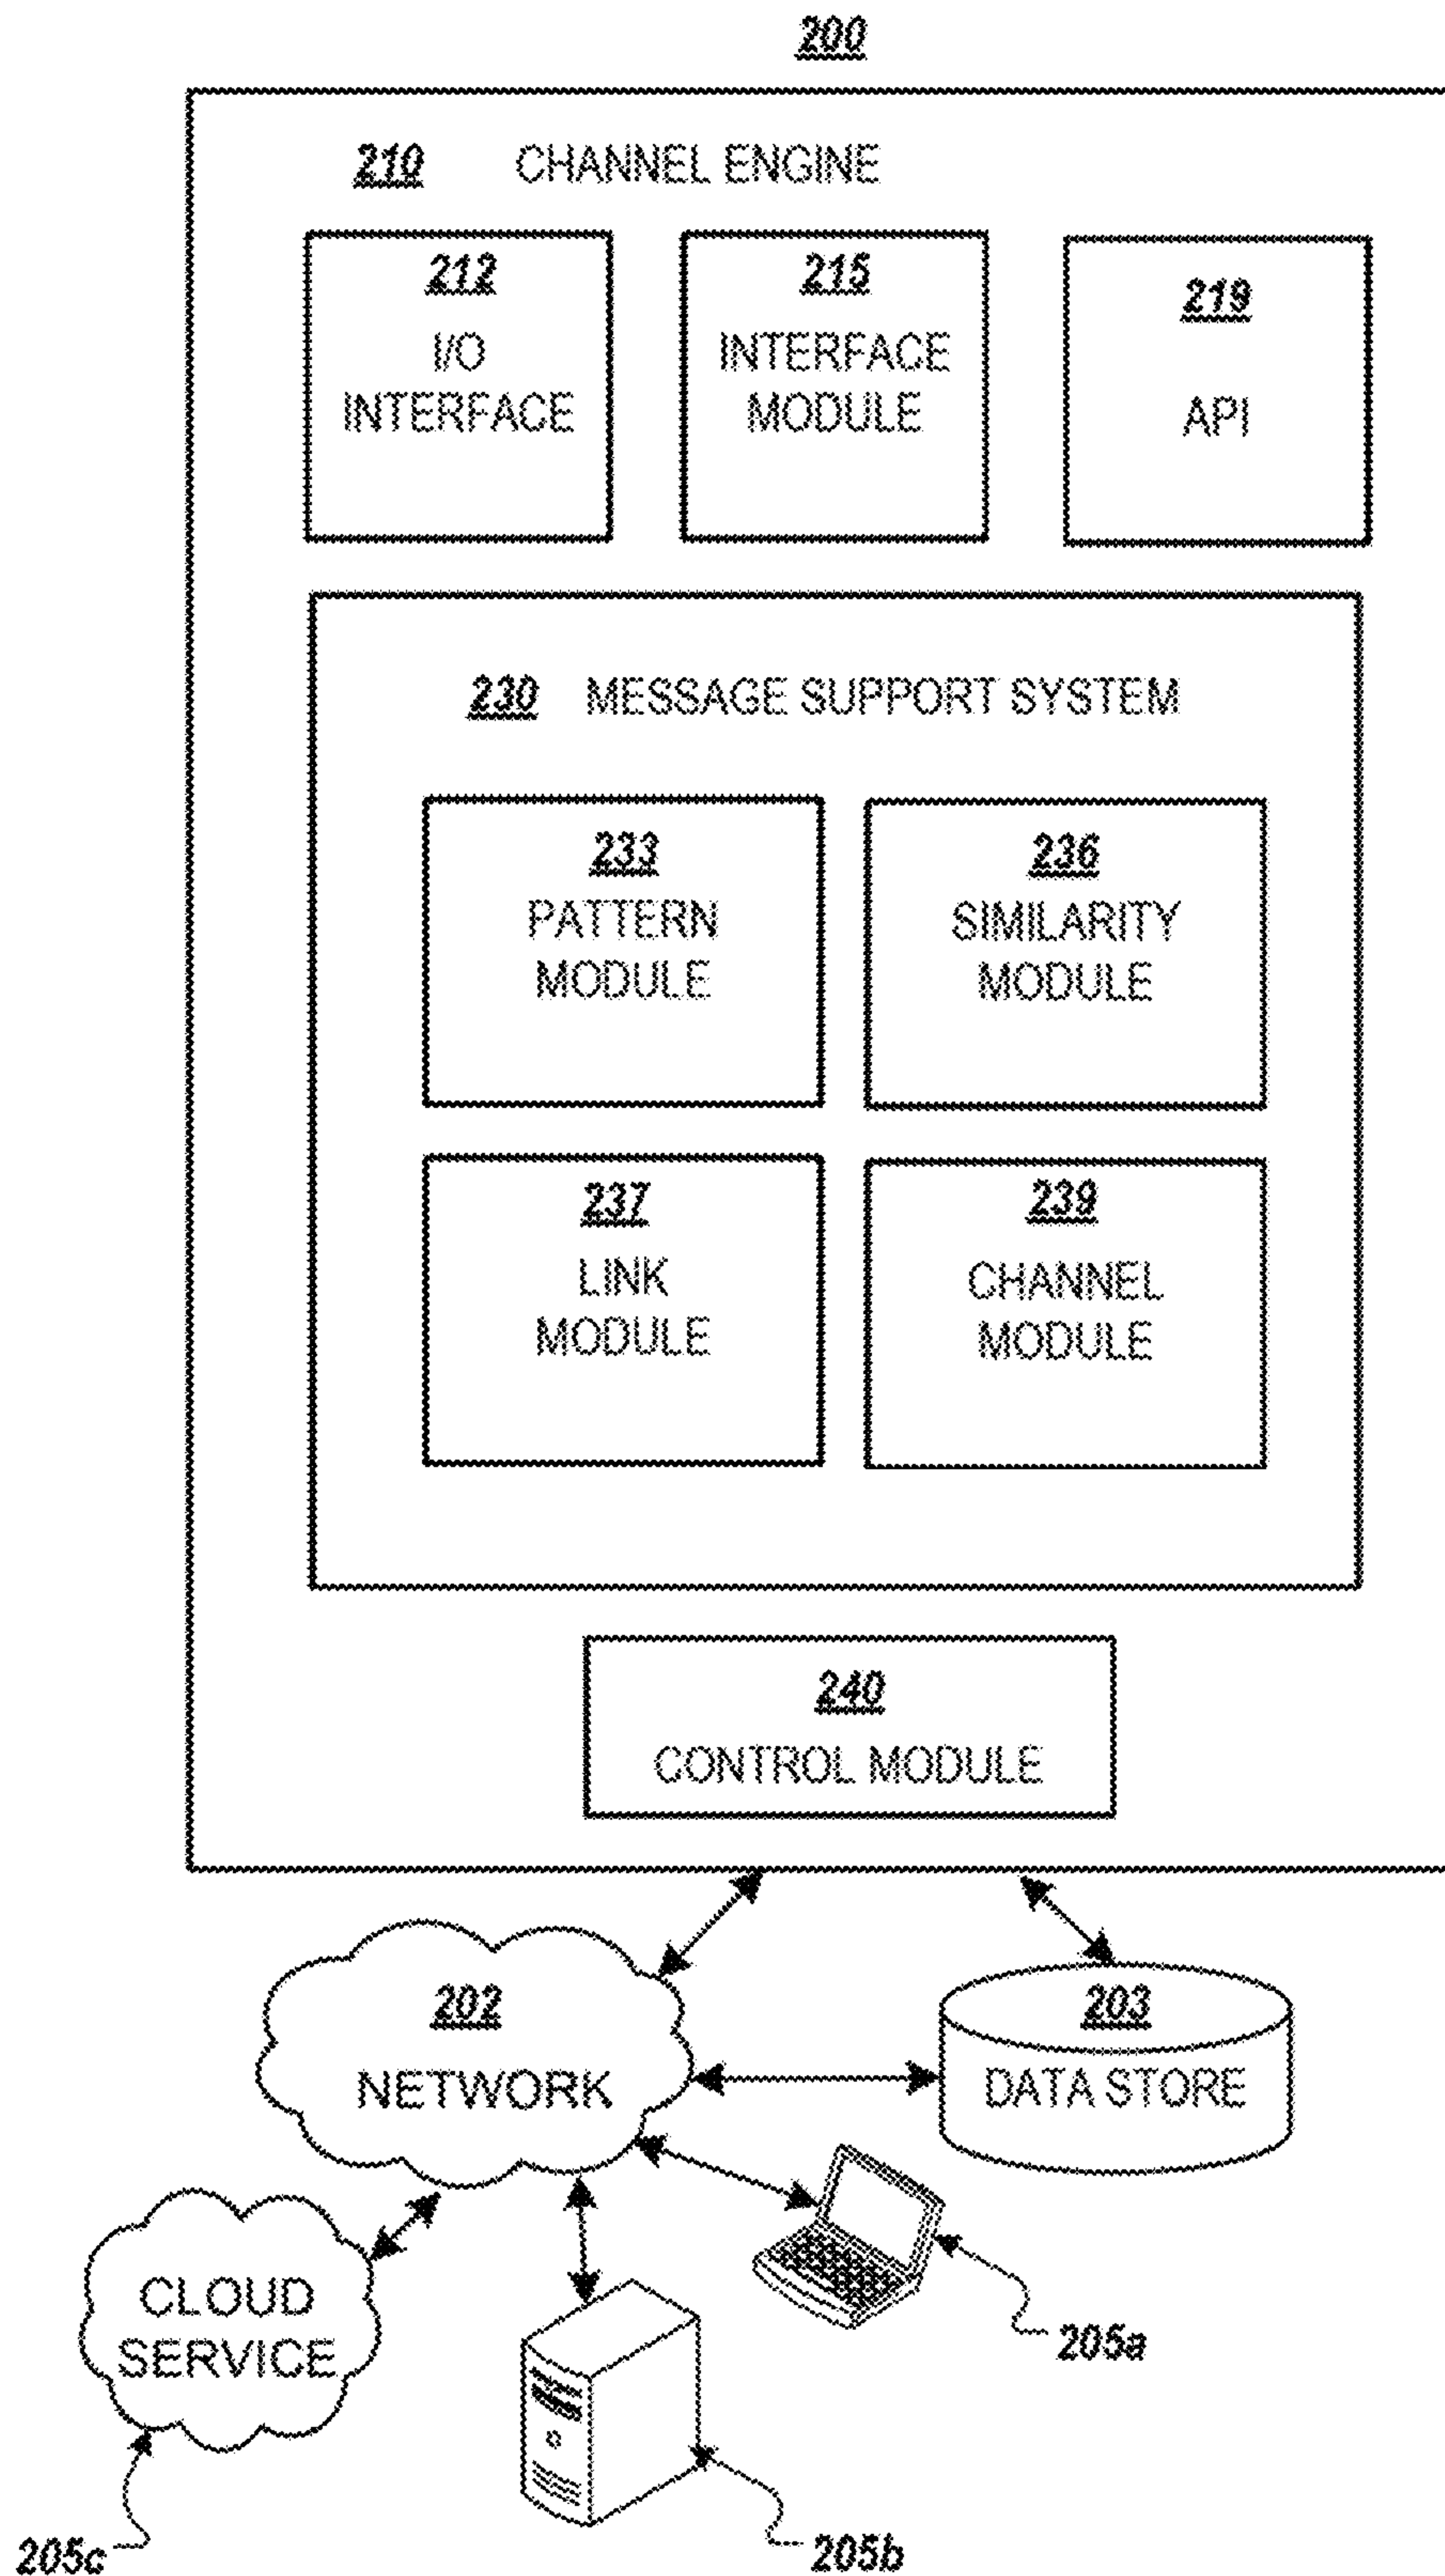 200
210 CHANNEL ENGINE
212
I/O
INTERFACE
215
INTERFACE
MODULE
219
API
230 MESSAGE SUPPORT SYSTEM
233
PATTERN
MODULE
236
SIMILARITY
MODULE
237
LINK
MODULE
239
CHANNEL
MODULE
240
CONTROL MODULE
202
NETWORK
203
DATA STORE
CLOUD
SERVICE
205a
205b
205c